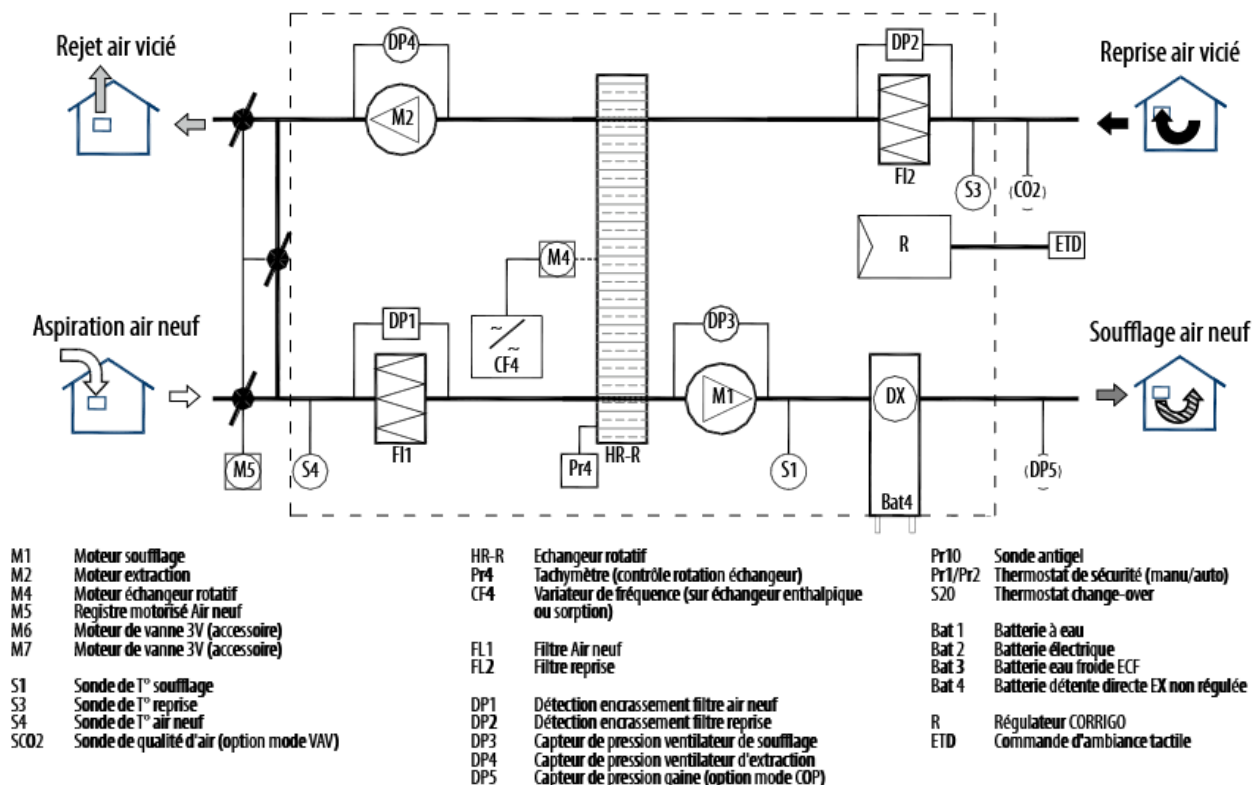 Rejet air vicié
DP4
DP2
Reprise air vicié
M2
Fl2
S3
(CO2)
R
ETD
M4
CF4
Aspiration air neuf
DP1
DP3
Soufflage air neuf
M1
DX
M5
S4
Fl1
Pr4
HR-R
S1
Bat4
(DP5)
M1 Moteur soufflage
M2 Moteur extraction
M4 Moteur échangeur rotatif
M5 Registre motorisé Air neuf
M6 Moteur de vanne 3V (accessoire)
M7 Moteur de vanne 3V (accessoire)
S1 Sonde de T° soufflage
S3 Sonde de T° reprise
S4 Sonde de T° air neuf
SCO2 Sonde de qualité d'air (option mode VAV)
HR-R Echangeur rotatif
Pr4 Tachymètre (contrôle rotation échangeur)
CF4 Variateur de fréquence (sur échangeur enthalpique
ou sorption)
FL1 Filtre Air neuf
FL2 Filtre reprise
DP1 Détection encrassement filtre air neuf
DP2 Détection encrassement filtre reprise
DP3 Capteur de pression ventilateur de soufflage
DP4 Capteur de pression ventilateur d'extraction
DP5 Capteur de pression gaine (option mode COP)
Pr10 Sonde antigel
Pr1/Pr2 Thermostat de sécurité (manu/auto)
S20 Thermostat change-over
Bat 1 Batterie à eau
Bat 2 Batterie électrique
Bat 3 Batterie eau froide ECF
Bat 4 Batterie détente directe EX non régulée
R Régulateur CORRIGO
ETD Commande d'ambiance tactile